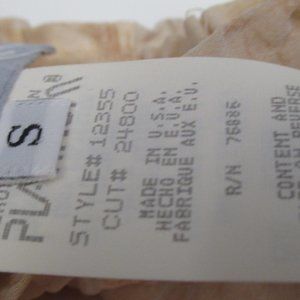 S
STYLE# 12355
CUT# 24800
MADE IN U.S.A.
HECHO EN E.U.A.
FABRIQUE AUX E.U.
R/N 76886
CONTENT AND